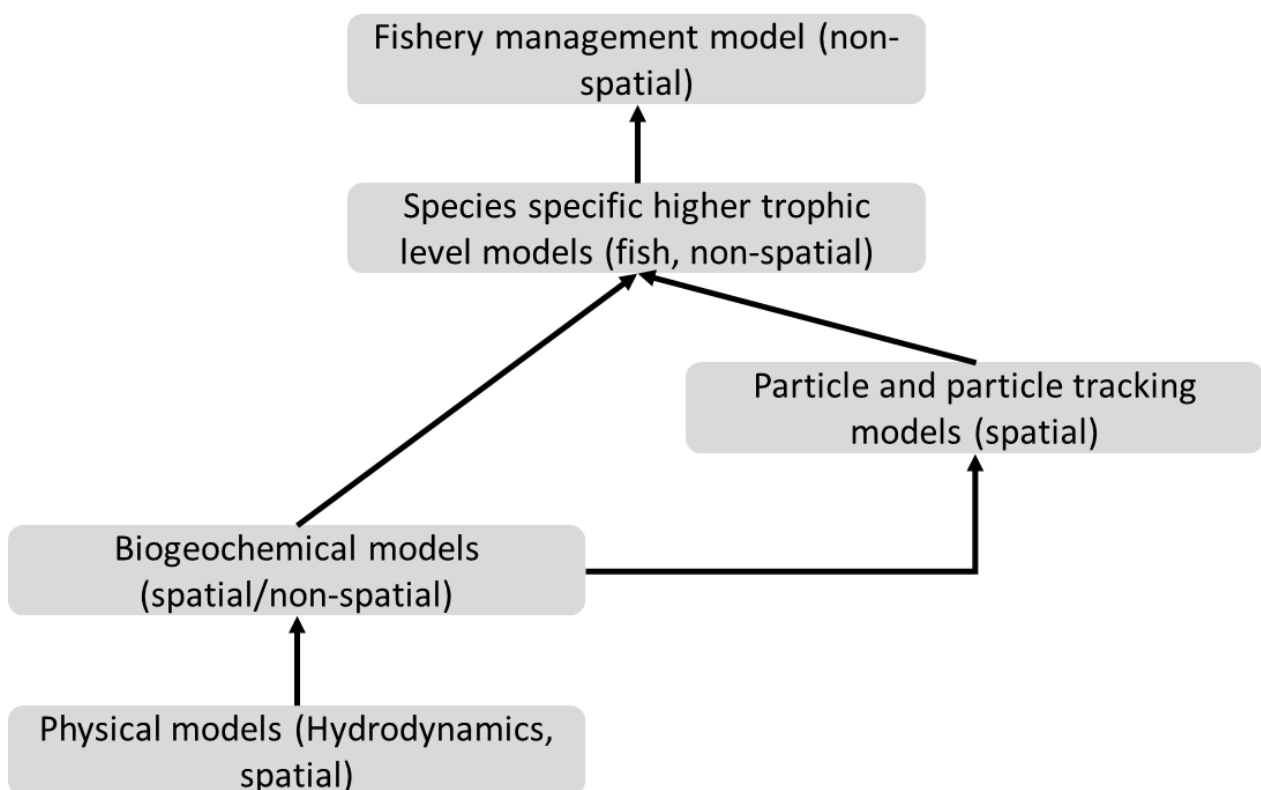 Fishery management model (non-
spatial)
Species specific higher trophic
level models (fish, non-spatial)
Particle and particle tracking
models (spatial)
Biogeochemical models
(spatial/non-spatial)
Physical models (Hydrodynamics,
spatial)